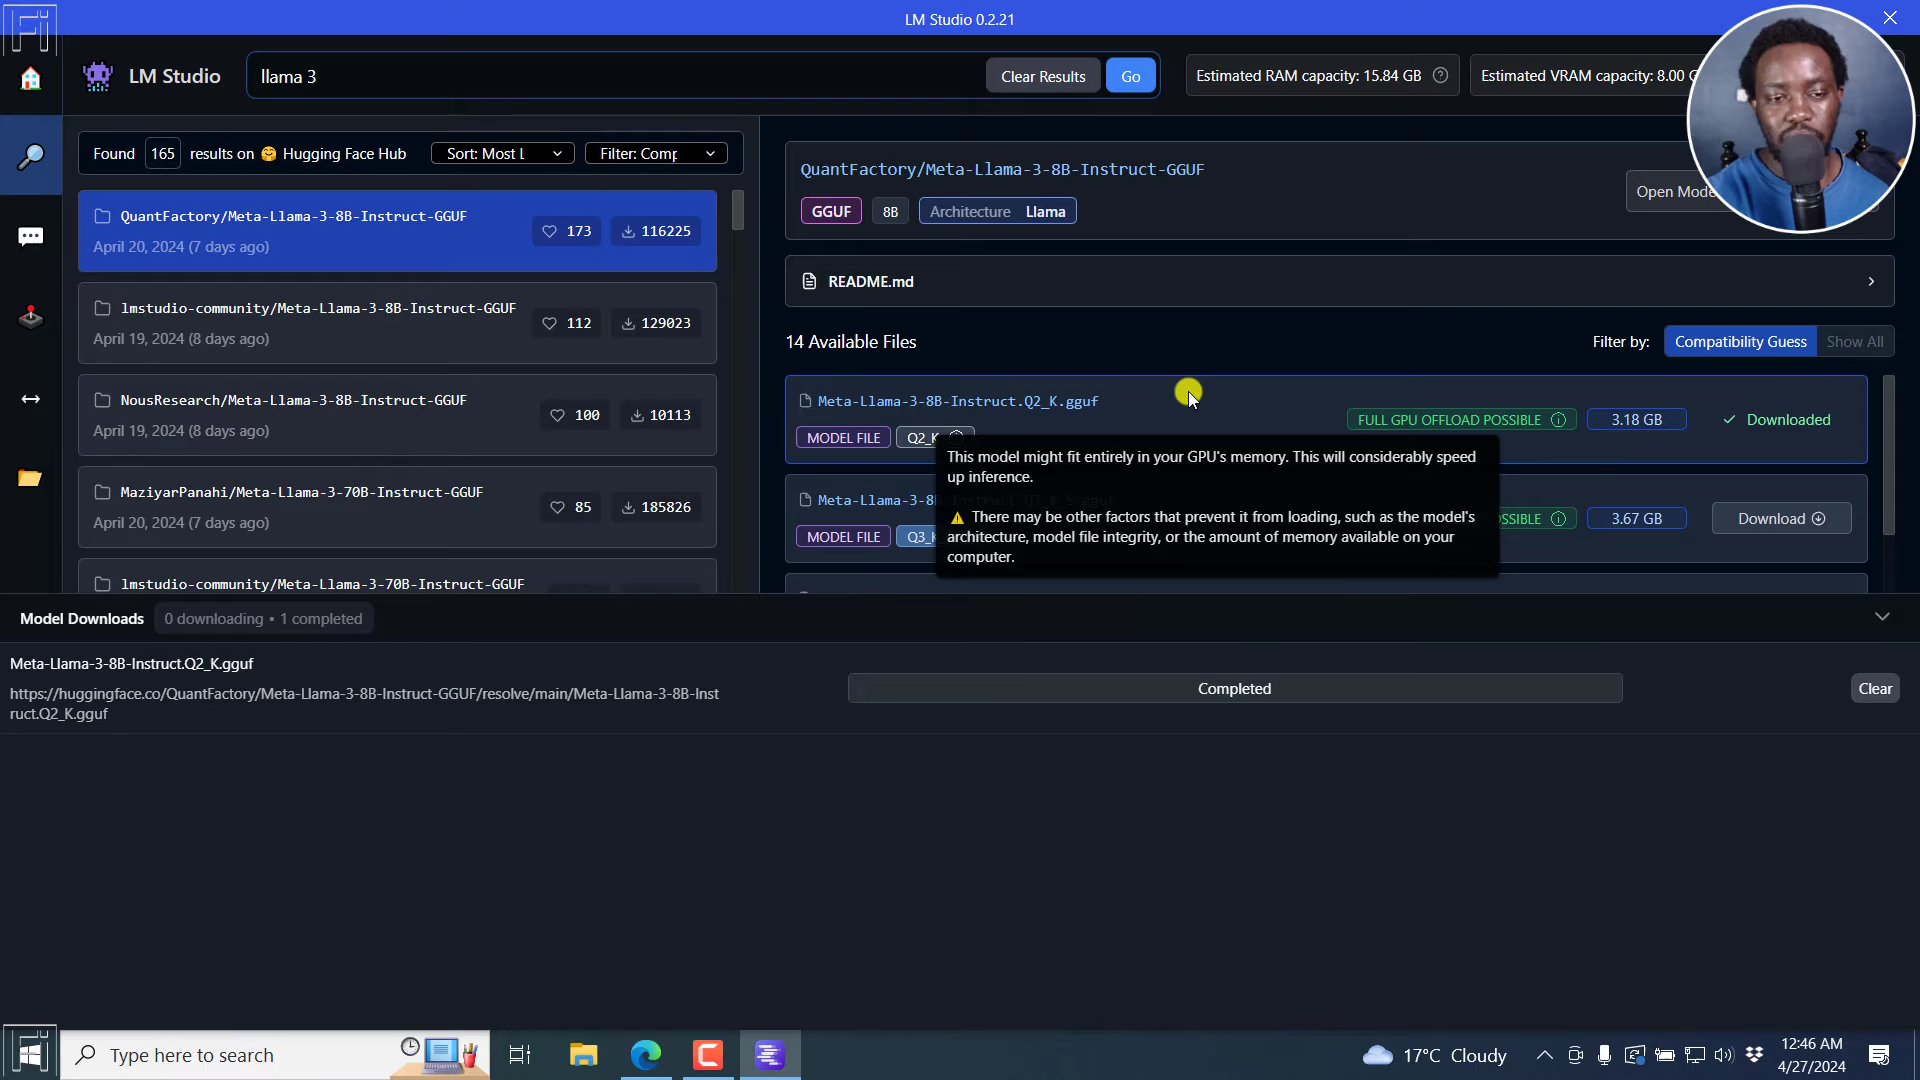 LM Studio 0.2.21
Fi
LM Studio
llama 3
Clear Results
Go
Estimated RAM capacity: 15.84 GB
Estimated VRAM capacity: 8.00
Found 165 results on 🤗 Hugging Face Hub
Sort: Most
Filter: Comp
QuantFactory/Meta-Llama-3-8B-Instruct-GGUF
173
116225
April 20, 2024 (7 days ago)
lmstudio-community/Meta-Llama-3-8B-Instruct-GGUF
112
129023
April 19, 2024 (8 days ago)
NousResearch/Meta-Llama-3-8B-Instruct-GGUF
100
10113
April 19, 2024 (8 days ago)
MaziyarPanahi/Meta-Llama-3-70B-Instruct-GGUF
85
185826
April 20, 2024 (7 days ago)
lmstudio-community/Meta-Llama-3-70B-Instruct-GGUF
QuantFactory/Meta-Llama-3-8B-Instruct-GGUF
Open Mode
GGUF
8B
Architecture Llama
README.md
14 Available Files
Filter by:
Compatibility Guess
Show All
Meta-Llama-3-8B-Instruct.Q2_K.gguf
MODEL FILE
Q2_K
FULL GPU OFFLOAD POSSIBLE
3.18 GB
Downloaded
This model might fit entirely in your GPU's memory. This will considerably speed
up inference.
⚠ There may be other factors that prevent it from loading, such as the model's
architecture, model file integrity, or the amount of memory available on your
computer.
Meta-Llama-3-8
MODEL FILE
Q3_K
SSIBLE
3.67 GB
Download
Model Downloads
0 downloading • 1 completed
Meta-Llama-3-8B-Instruct.Q2_K.gguf
https://huggingface.co/QuantFactory/Meta-Llama-3-8B-Instruct-GGUF/resolve/main/Meta-Llama-3-8B-Inst
ruct.Q2_K.gguf
Completed
Clear
Fi
Type here to search
17°C Cloudy
12:46 AM
4/27/2024